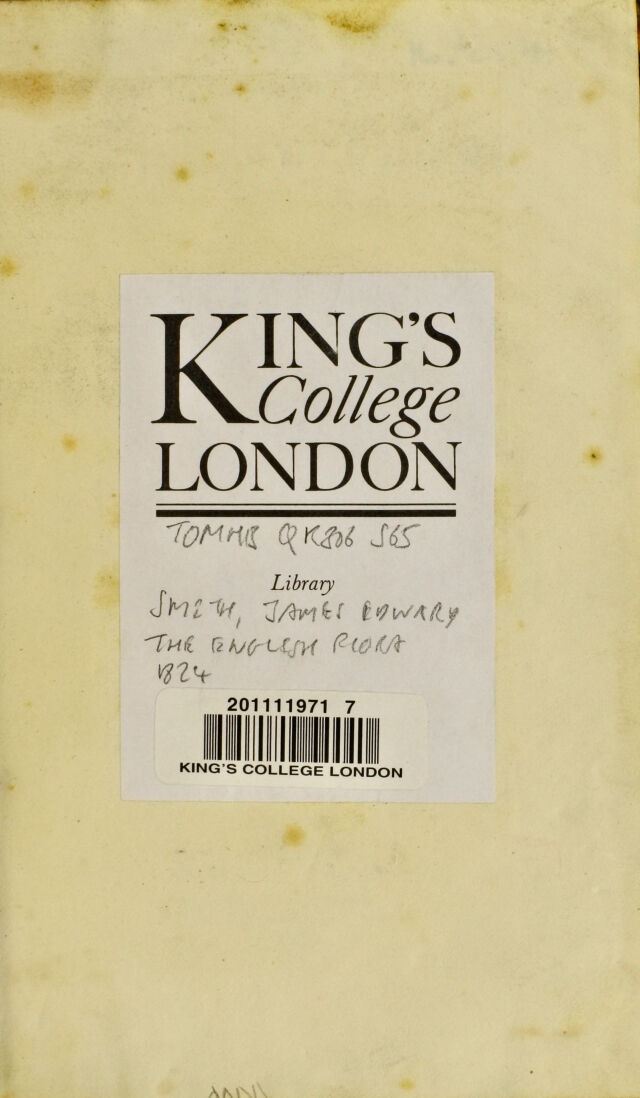 KING'S
College
LONDON
TOMHB QK306 S65
Library
SMITH, JAMES EDWARD
THE ENGLISH FLORA
1824
201111971 7
KING'S COLLEGE LONDON